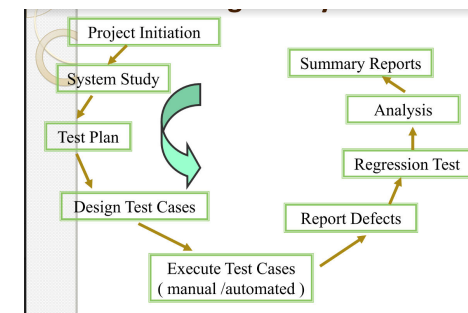 Project Initiation
System Study
Test Plan
Design Test Cases
Execute Test Cases
( manual /automated )
Report Defects
Regression Test
Analysis
Summary Reports